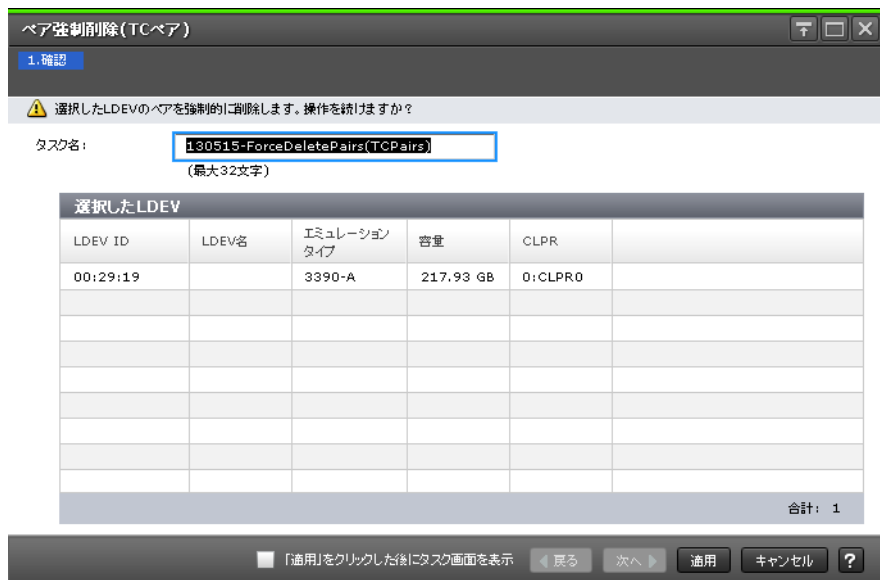 ペア強制削除(TCペア)
1.確認
選択したLDEVのペアを強制的に削除します。操作を続けますか?
タスク名: 130515-ForceDeletePairs(TCPairs)
(最大32文字)
選択したLDEV
LDEV ID LDEV名 エミュレーションタイプ 容量 CLPR
00:29:19 3390-A 217.93 GB 0:CLPR0
合計: 1
「適用」をクリックした後にタスク画面を表示 戻る 次へ 適用 キャンセル ?